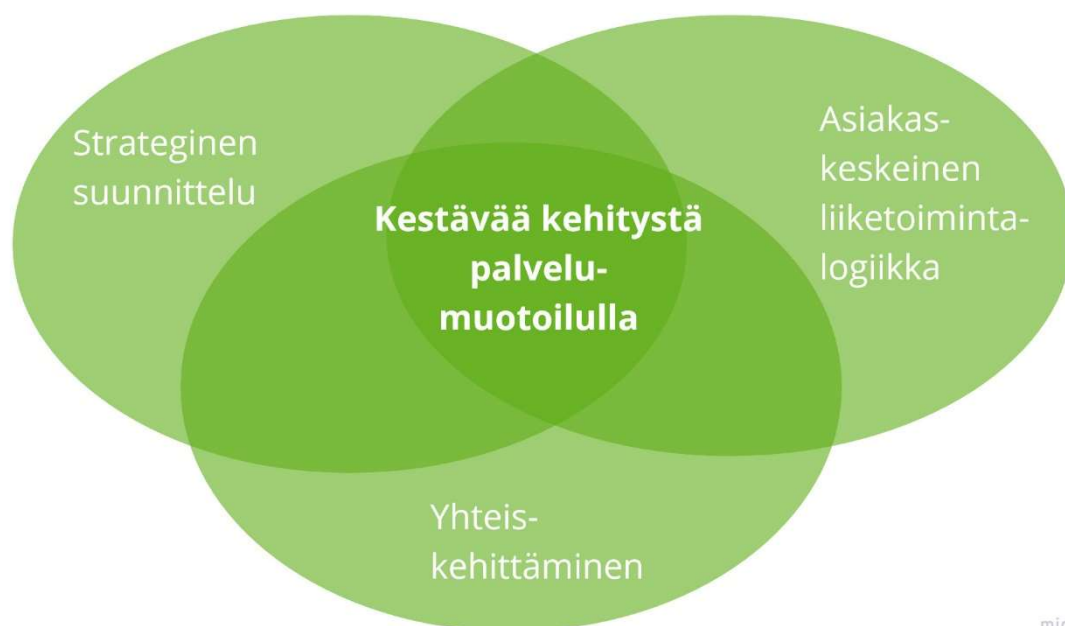 Strateginen
suunnittelu
Asiakas-
keskeinen
liiketoiminta-
logiikka
Kestävää kehitystä
palvelu-
muotoilulla
Yhteis-
kehittäminen